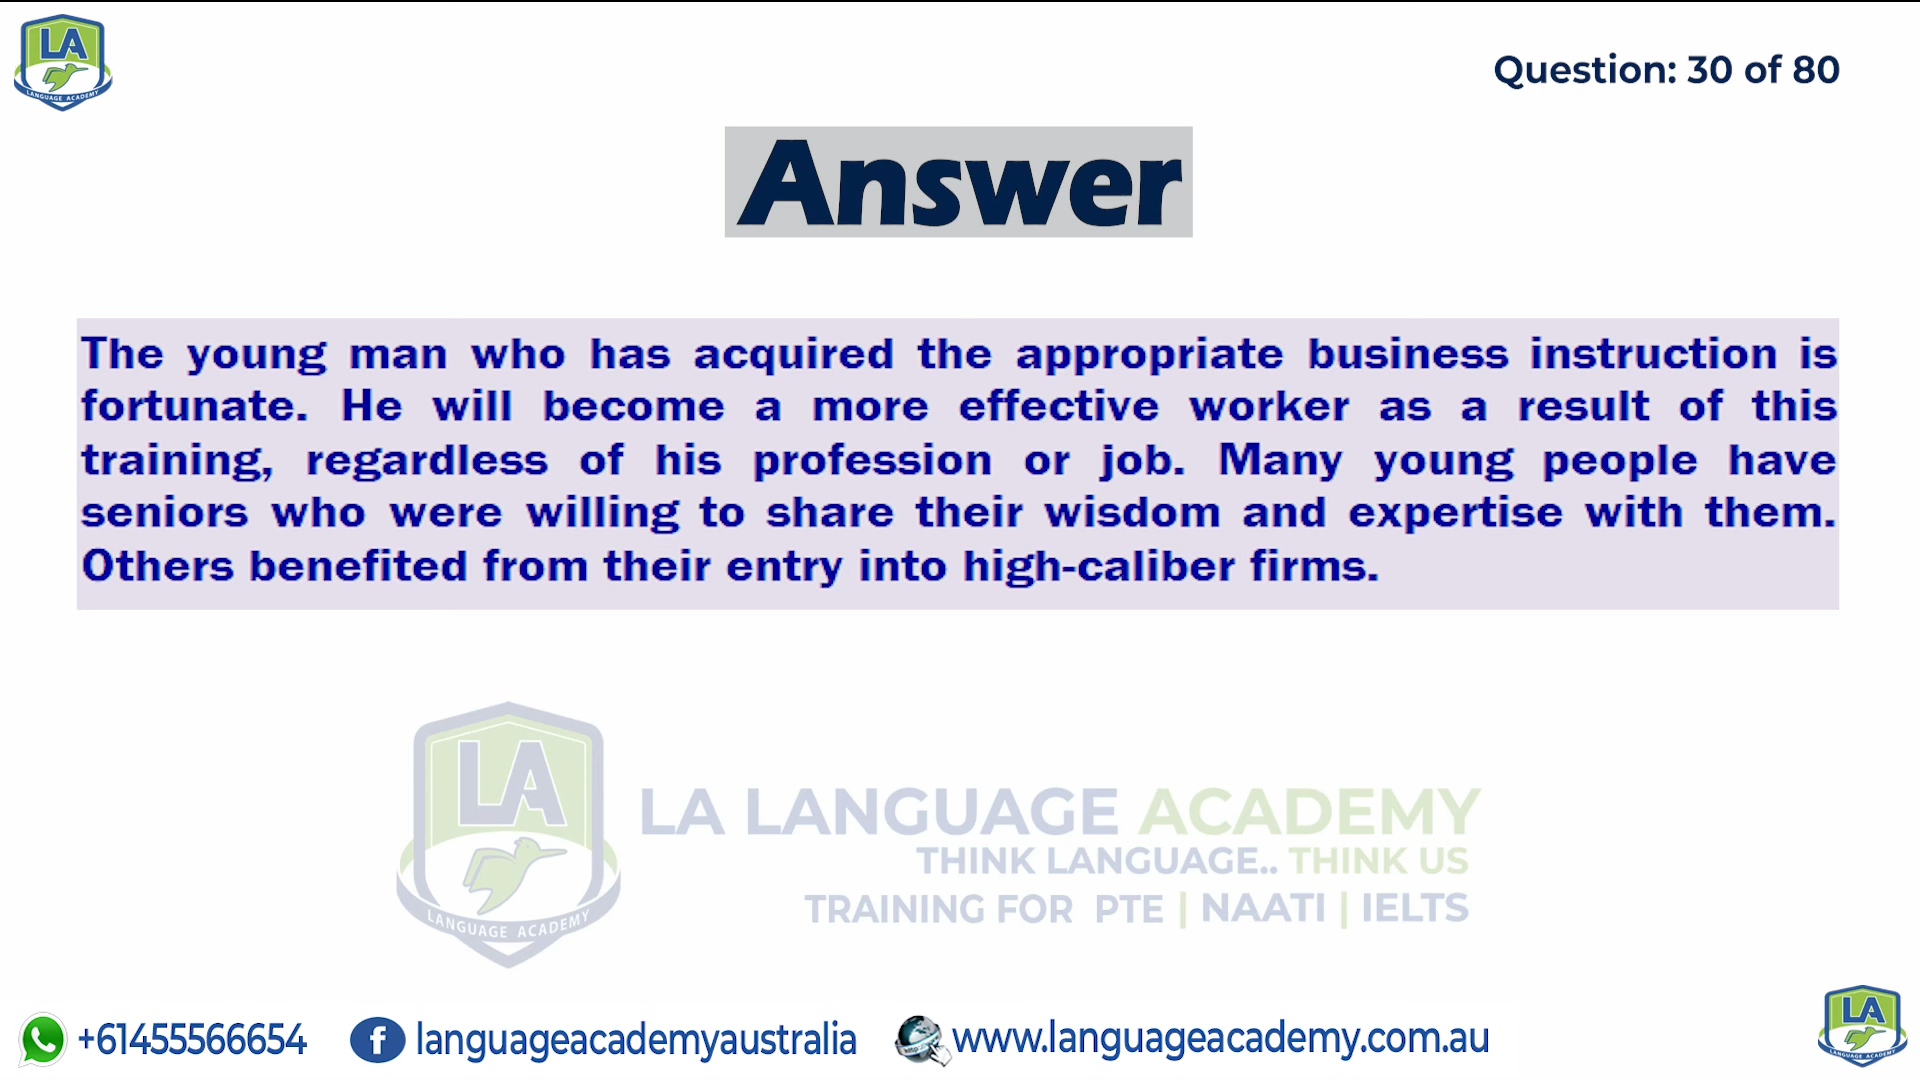 LA
LANGUAGE ACADEMY
Question: 30 of 80
Answer
The young man who has acquired the appropriate business instruction is
fortunate. He will become a more effective worker as a result of this
training, regardless of his profession or job. Many young people have
seniors who were willing to share their wisdom and expertise with them.
Others benefited from their entry into high-caliber firms.
LA
LANGUAGE ACADEMY
LA LANGUAGE ACADEMY
THINK LANGUAGE.. THINK US
TRAINING FOR PTE | NAATI | IELTS
+61455566654
languageacademyaustralia
http://
www.languageacademy.com.au
LA
LANGUAGE ACADEMY